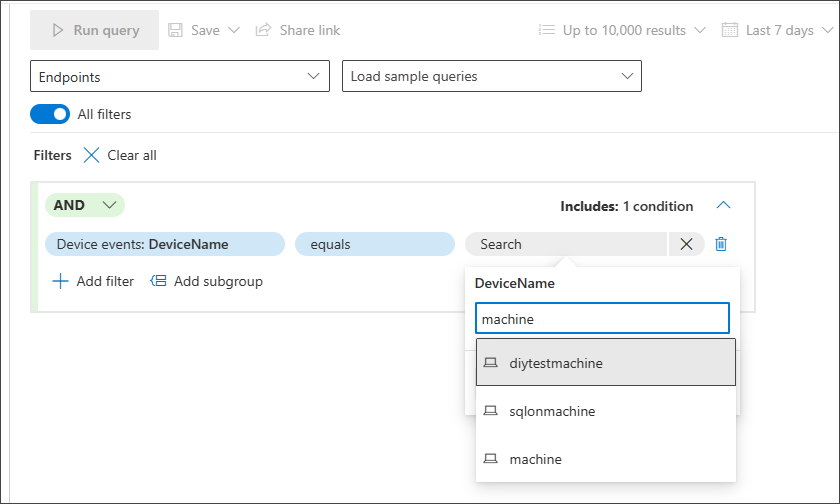 Run query Save Share link Up to 10,000 results Last 7 days
Endpoints Load sample queries
All filters
Filters Clear all
AND Includes: 1 condition
Device events: DeviceName equals Search
Add filter Add subgroup
DeviceName
machine
diytestmachine
sqlonmachine
machine